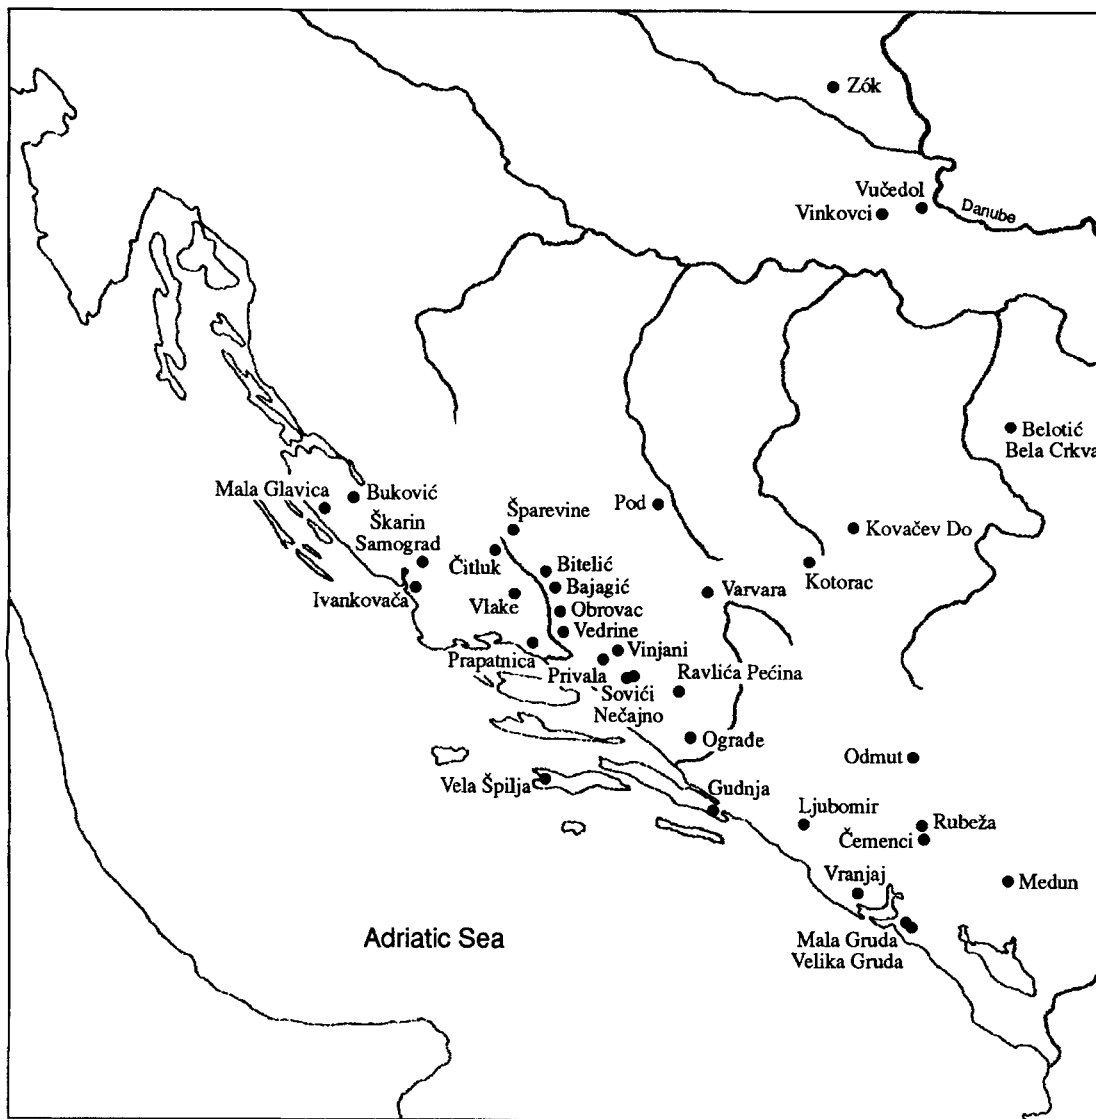 Zók
Vučedol
Vinkovci
Danube
Belotić
Bela Crkva
Mala Glavica
Buković
Šparevine
Pod
Škarin
Samograd
Kovačev Do
Čitluk
Bitelić
Kotorac
Ivankovača
Vlake
Bajagić
Varvara
Obrovac
Vedrine
Prapatnica
Vinjani
Privala
Ravlića Pećina
Sovići
Nečajno
Ograđe
Odmut
Vela Špilja
Gudnja
Ljubomir
Rubeža
Čemenci
Vranjaj
Medun
Adriatic Sea
Mala Gruda
Velika Gruda